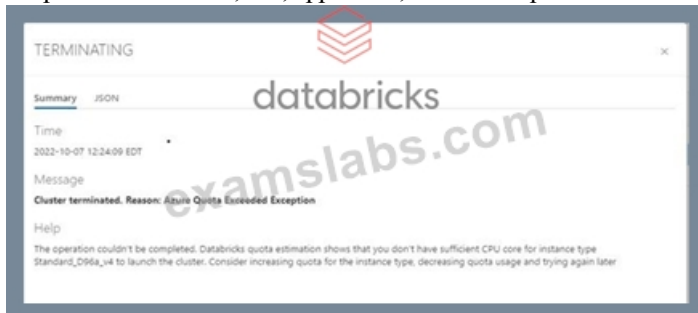 TERMINATING
×
databricks
Summary JSON
Time
2022-10-07 12:24:09 EDT
examslabs.com
Message
Cluster terminated. Reason: Azure Quota Exceeded Exception
Help
The operation couldn't be completed. Databricks quota estimation shows that you don't have sufficient CPU core for instance type
Standard_D96a_v4 to launch the cluster. Consider increasing quota for the instance type, decreasing quota usage and trying again later